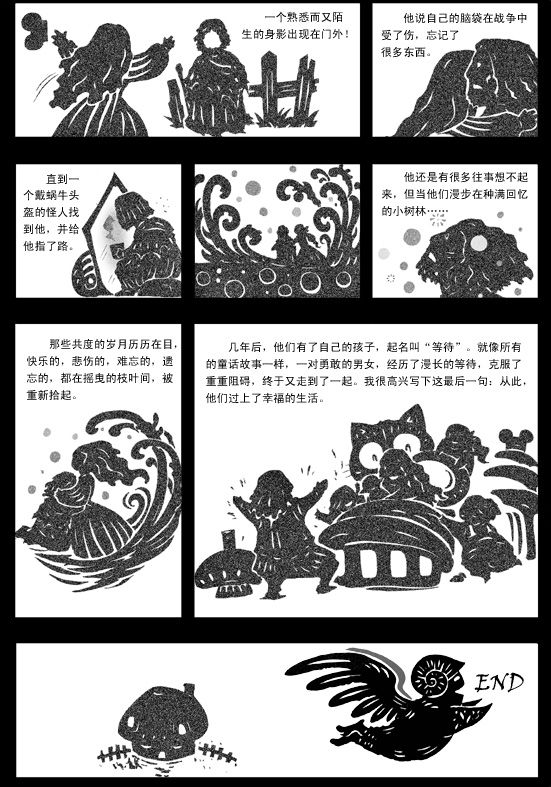 一个熟悉而又陌
生的身影出现在门外！
他说自己的脑袋在战争中
受了伤，忘记了
很多东西。
直到一
个戴蜗牛头
盔的怪人找
到他，并给
他指了路。
他还是有很多往事想不起
来，但当他们漫步在种满回忆
的小树林……
那些共度的岁月历历在目，
快乐的，悲伤的，难忘的，遗
忘的，都在摇曳的枝叶间，被
重新拾起。
几年后，他们有了自己的孩子，起名叫“等待”。就像所有
的童话故事一样，一对勇敢的男女，经历了漫长的等待，克服了
重重阻碍，终于又走到了一起。我很高兴写下这最后一句：从此，
他们过上了幸福的生活。
END